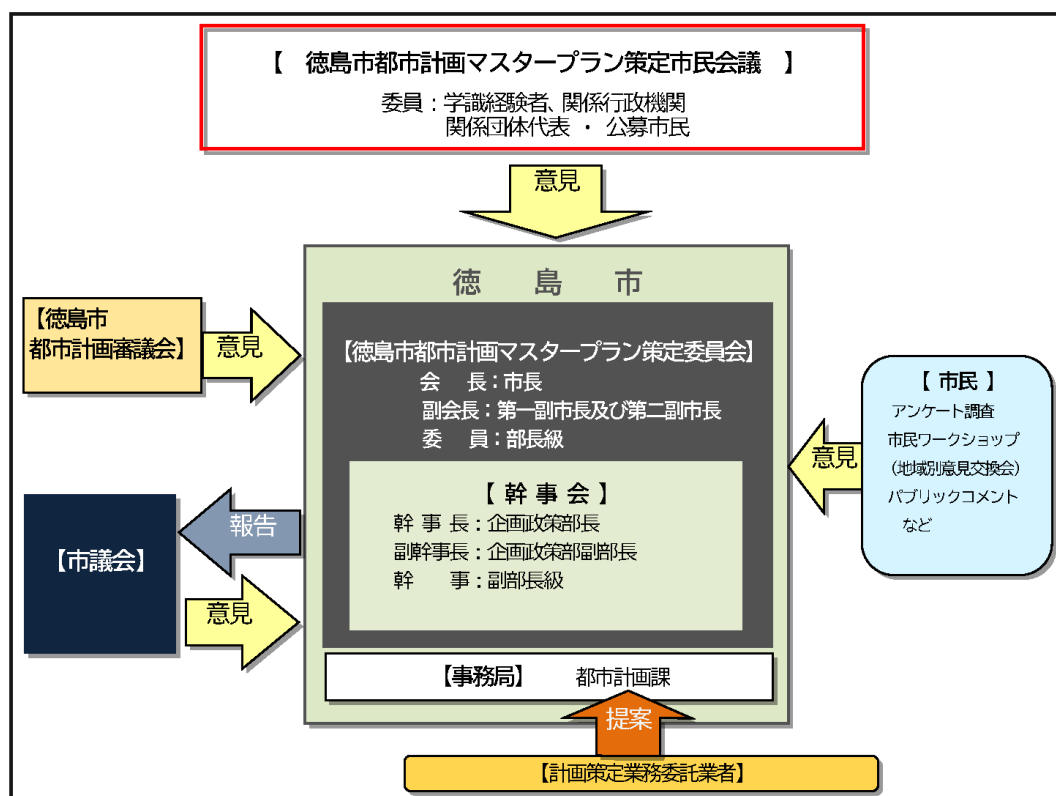 【 徳島市都市計画マスタープラン策定市民会議 】
委員：学識経験者、関係行政機関
関係団体代表 ・ 公募市民
意見
徳 島 市
【徳島市
都市計画審議会】
意見
【徳島市都市計画マスタープラン策定委員会】
会 長：市長
副会長：第一副市長及び第二副市長
委 員：部長級
【 幹 事 会 】
幹 事 長：企画政策部長
副幹事長：企画政策部副部長
幹 事：副部長級
【 市民 】
アンケート調査
市民ワークショップ
（地域別意見交換会）
パブリックコメント
など
意見
【市議会】
報告
意見
【事務局】 都市計画課
提案
【計画策定業務委託業者】